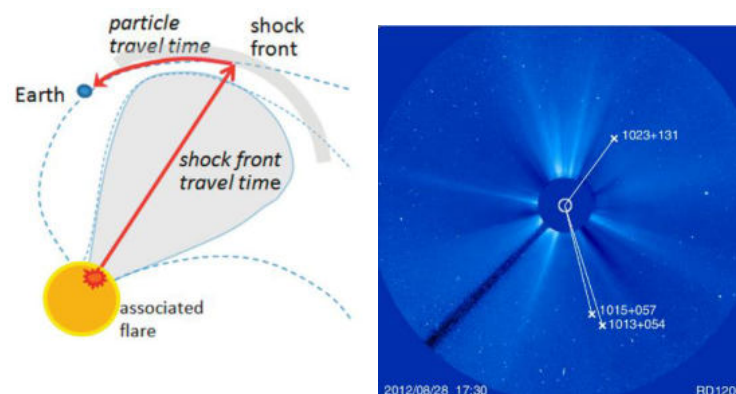 particle
travel time
shock
front
Earth
shock front
travel time
associated
flare
1023+131
1015+057
1013+054
2012/08/28 17:30
RD120